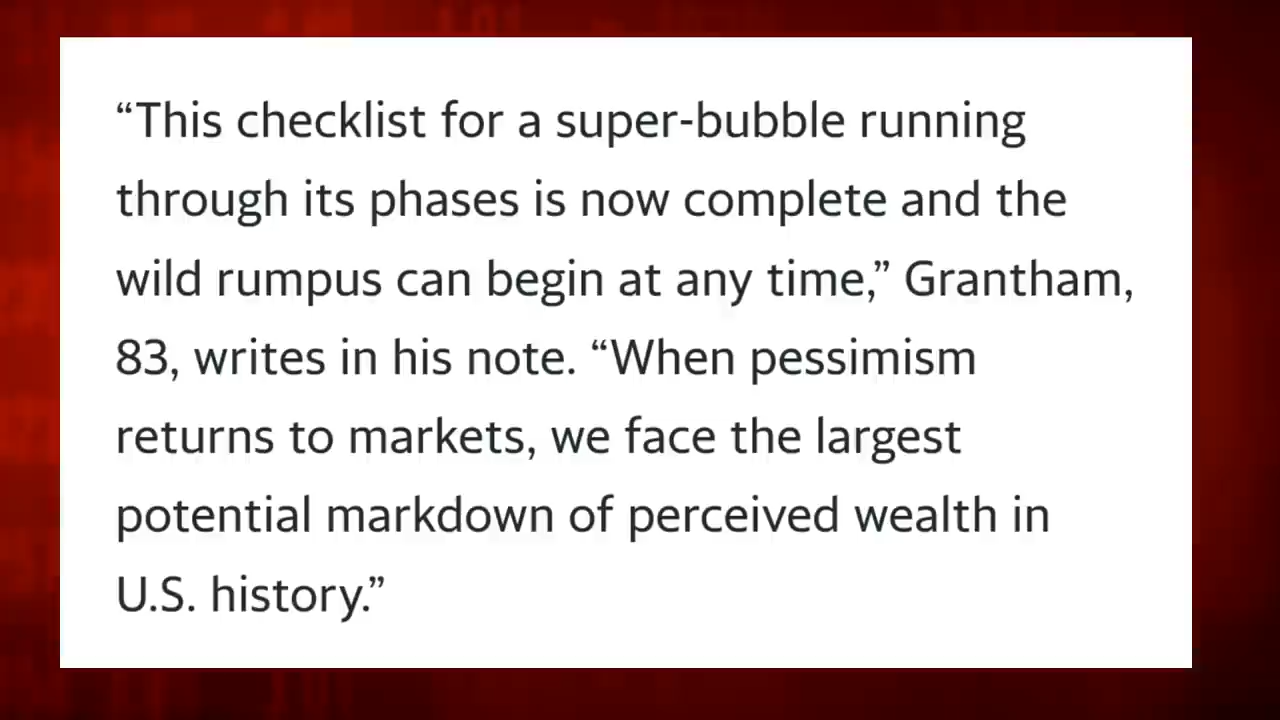 “This checklist for a super-bubble running
through its phases is now complete and the
wild rumpus can begin at any time,” Grantham,
83, writes in his note. “When pessimism
returns to markets, we face the largest
potential markdown of perceived wealth in
U.S. history.”